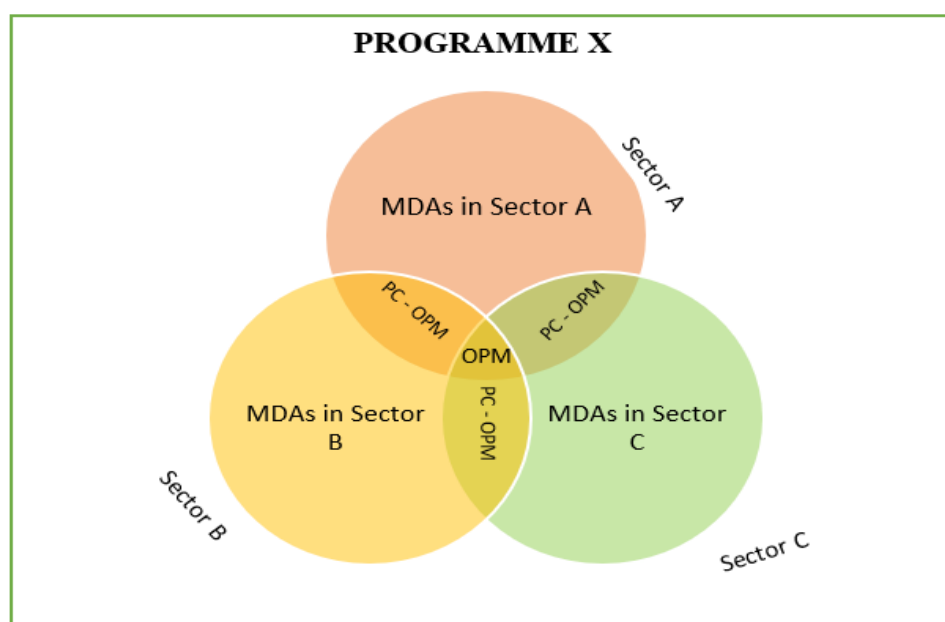 PROGRAMME X
Sector A
MDAs in Sector A
PC - OPM
PC - OPM
OPM
PC - OPM
MDAs in Sector
B
MDAs in Sector
C
Sector B
Sector C